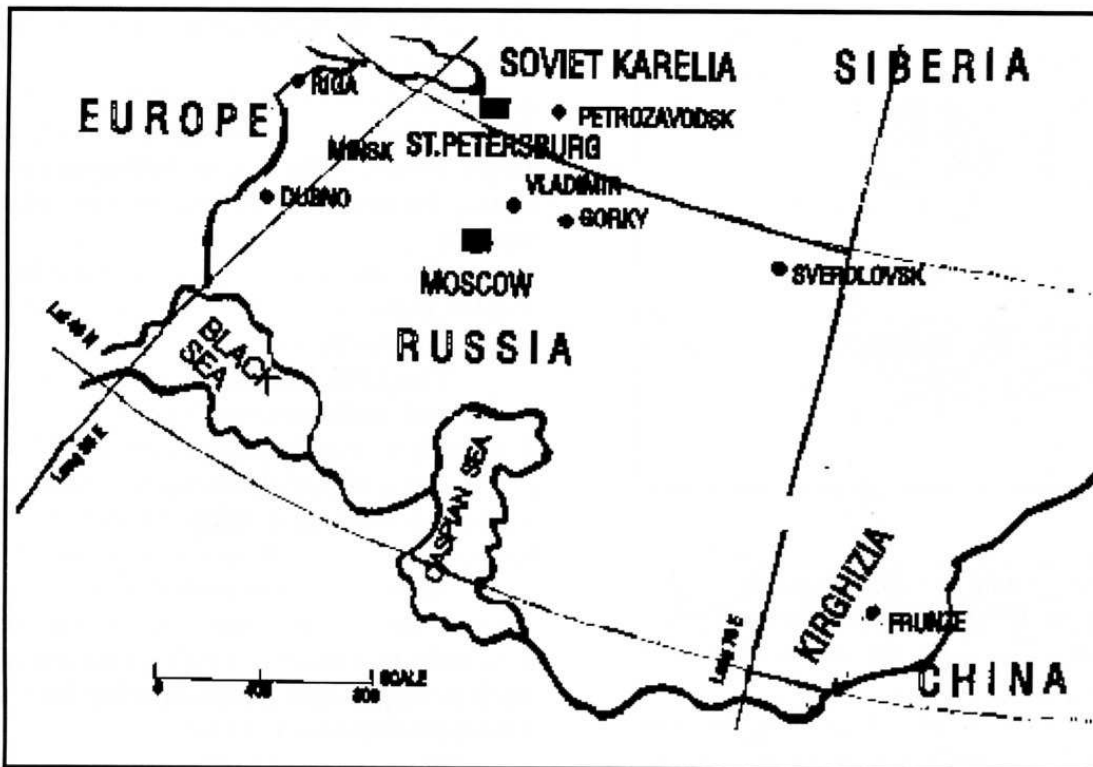 SOVIET KARELIA
SIBERIA
RIGA
EUROPE
PETROZAVODSK
MINSK
ST.PETERSBURG
VLADIMIR
DUBNO
GORKY
MOSCOW
SVERDLOVSK
BLACK
SEA
RUSSIA
CASPIAN SEA
KIRGHIZIA
FRUNZE
CHINA
0
SCALE